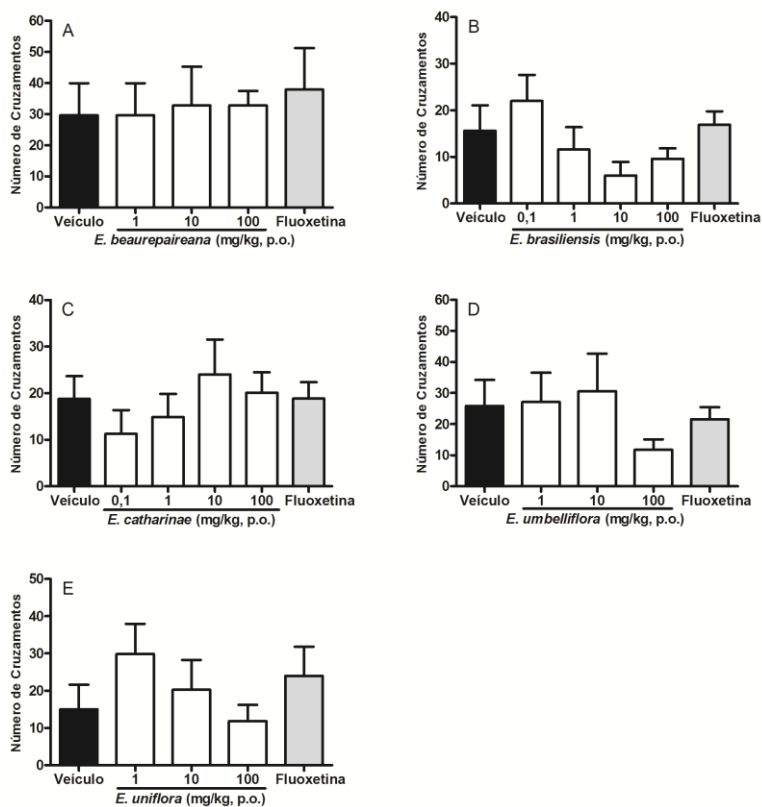 A
Número de Cruzamentos
60
50
40
30
20
10
0
Veículo 1 10 100 Fluoxetina
E. beaurepaireana (mg/kg, p.o.)
B
Número de Cruzamentos
40
30
20
10
0
Veículo 0,1 1 10 100 Fluoxetina
E. brasiliensis (mg/kg, p.o.)
C
Número de Cruzamentos
40
30
20
10
0
Veículo 0,1 1 10 100 Fluoxetina
E. catharinae (mg/kg, p.o.)
D
Número de Cruzamentos
60
50
40
30
20
10
0
Veículo 1 10 100 Fluoxetina
E. umbelliflora (mg/kg, p.o.)
E
Número de Cruzamentos
50
40
30
20
10
0
Veículo 1 10 100 Fluoxetina
E. uniflora (mg/kg, p.o.)